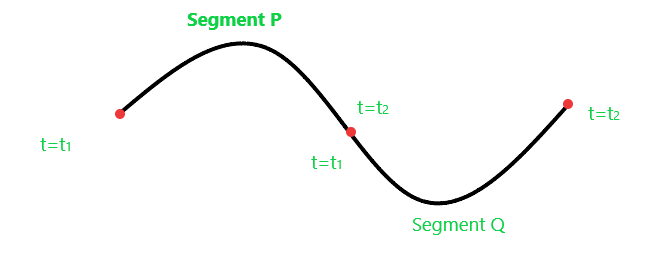 Segment P
t=t₂
t=t₂
t=t₁
t=t₁
Segment Q